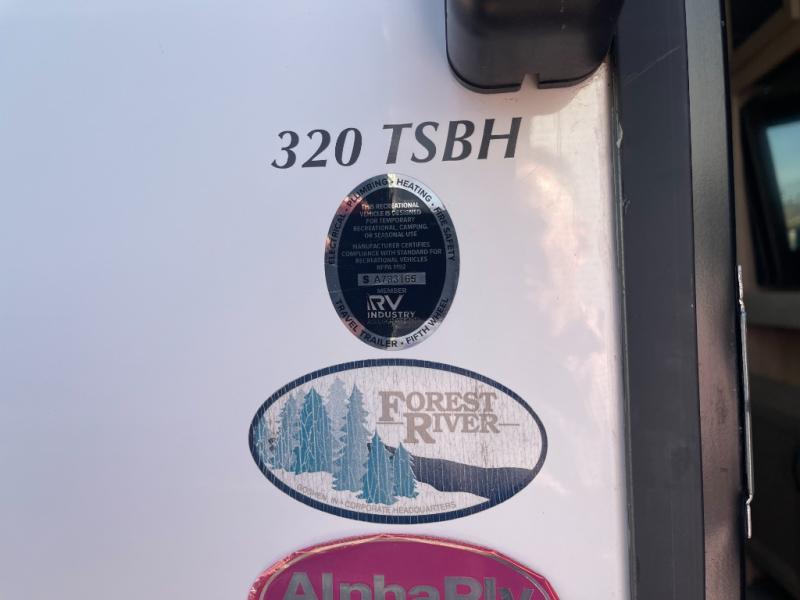 320 TSBH
ELECTRICAL • PLUMBING • HEATING • FIRE SAFETY
THIS RECREATIONAL
VEHICLE IS DESIGNED
FOR TEMPORARY
RECREATIONAL, CAMPING,
OR SEASONAL USE
MANUFACTURER CERTIFIES
COMPLIANCE WITH STANDARD FOR
RECREATIONAL VEHICLES
NFPA 1192
S A793165
MEMBER
RV
INDUSTRY
ASSOCIATION
TRAVEL TRAILER • FIFTH WHEEL
FOREST
RIVER
GOSHEN, IN • CORPORATE HEADQUARTERS
AlphaPly